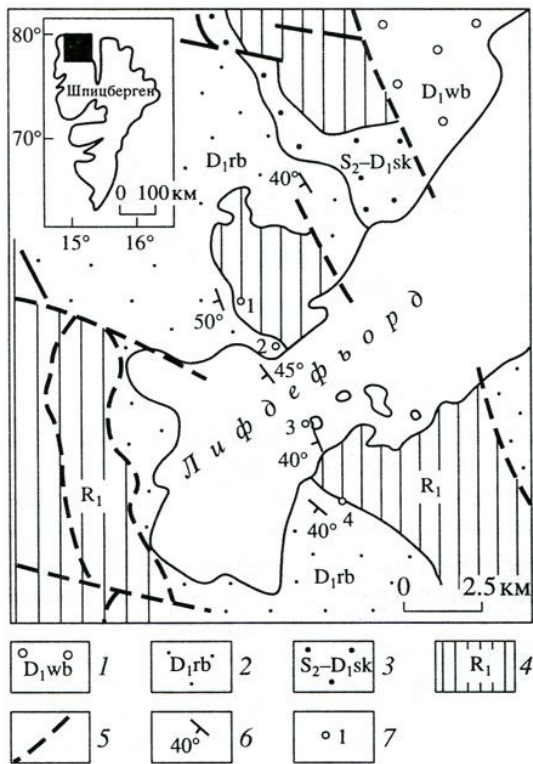 80°
Шпицберген
70°
0 100 км
15° 16°
D₁wb
S₂–D₁sk
D₁rb
40°
1
50°
2
45°
Лифдефьорд
3
40°
R₁
R₁
4
40°
D₁rb
0 2.5 км
D₁wb 1 D₁rb 2 S₂–D₁sk 3 R₁ 4
5 40° 6 1 7